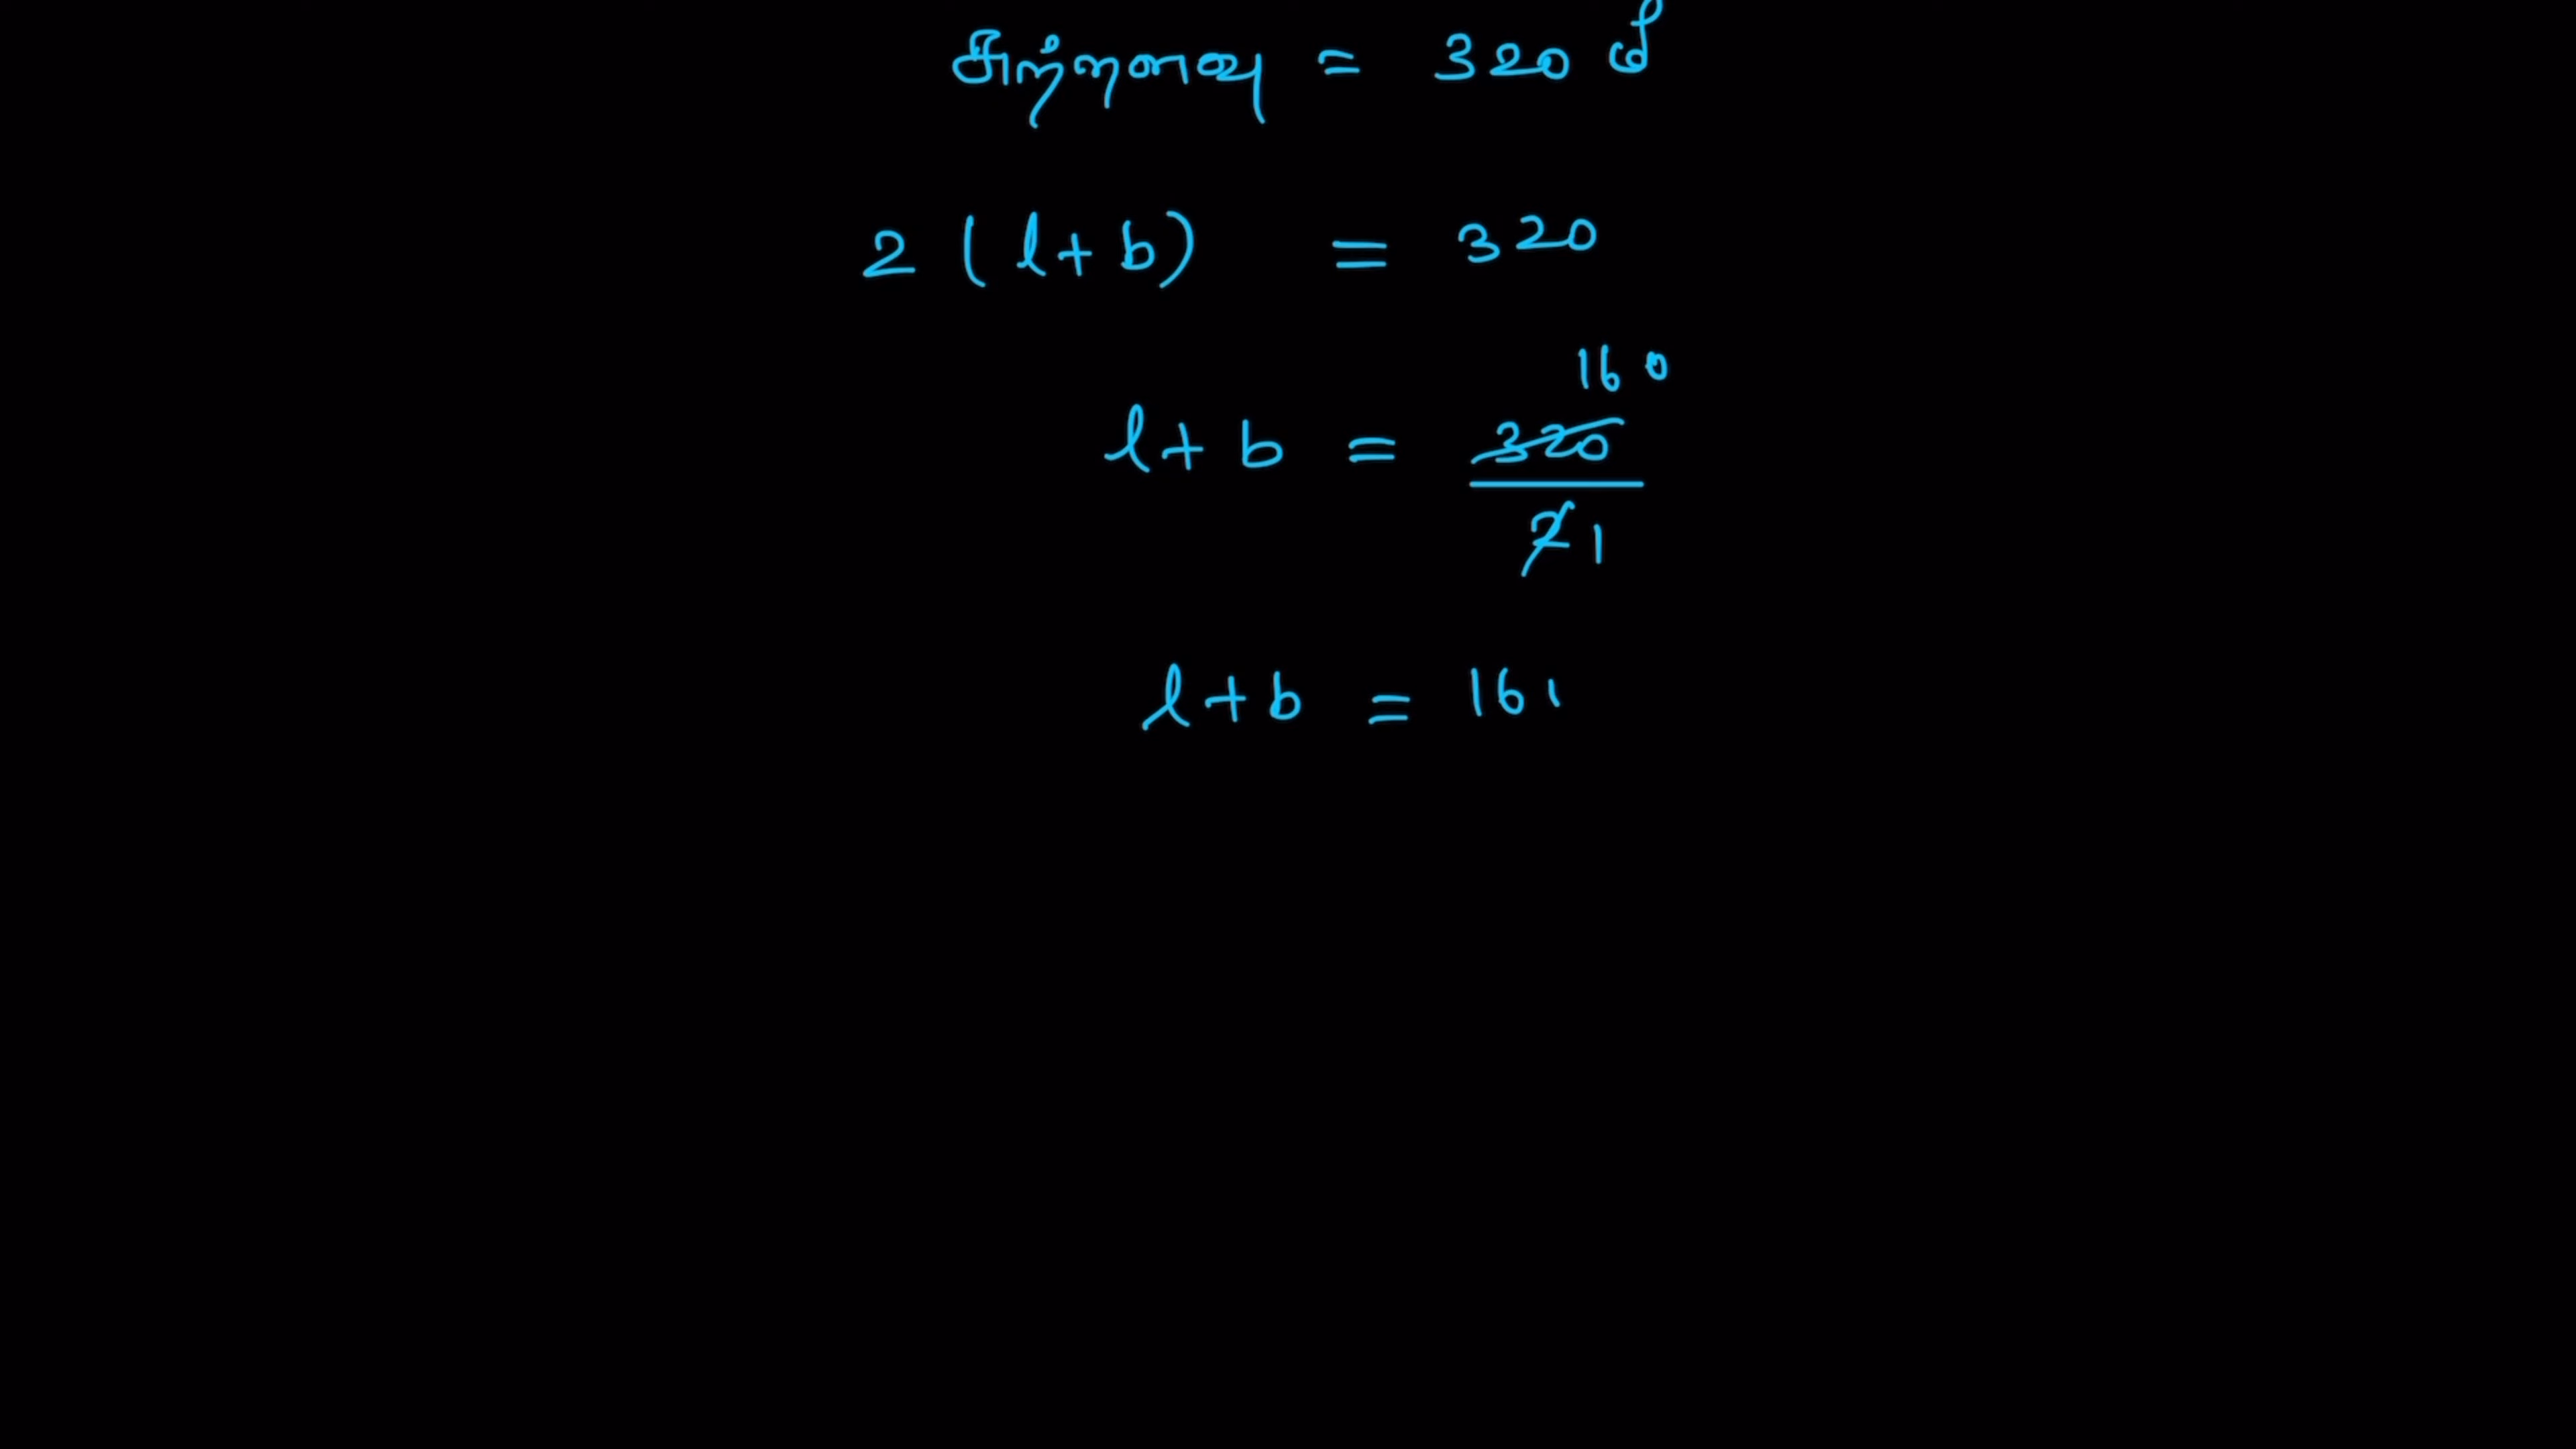 சுற்றளவு = 320 மீ
2 (l+b) = 320
l + b = 320/2 160 1
l + b = 16